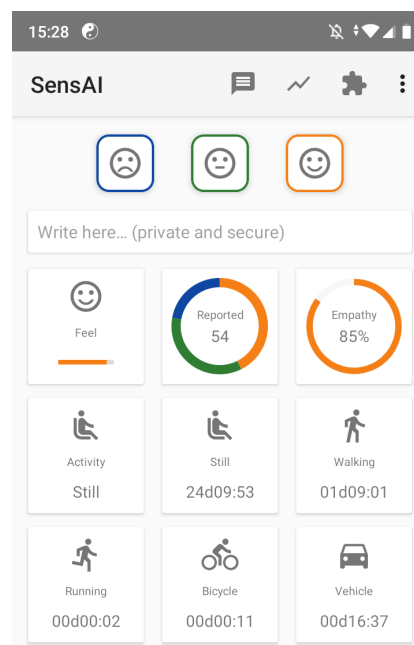 15:28
SensAI
Write here... (private and secure)
Feel
Reported
54
Empathy
85%
Activity
Still
Still
24d09:53
Walking
01d09:01
Running
00d00:02
Bicycle
00d00:11
Vehicle
00d16:37